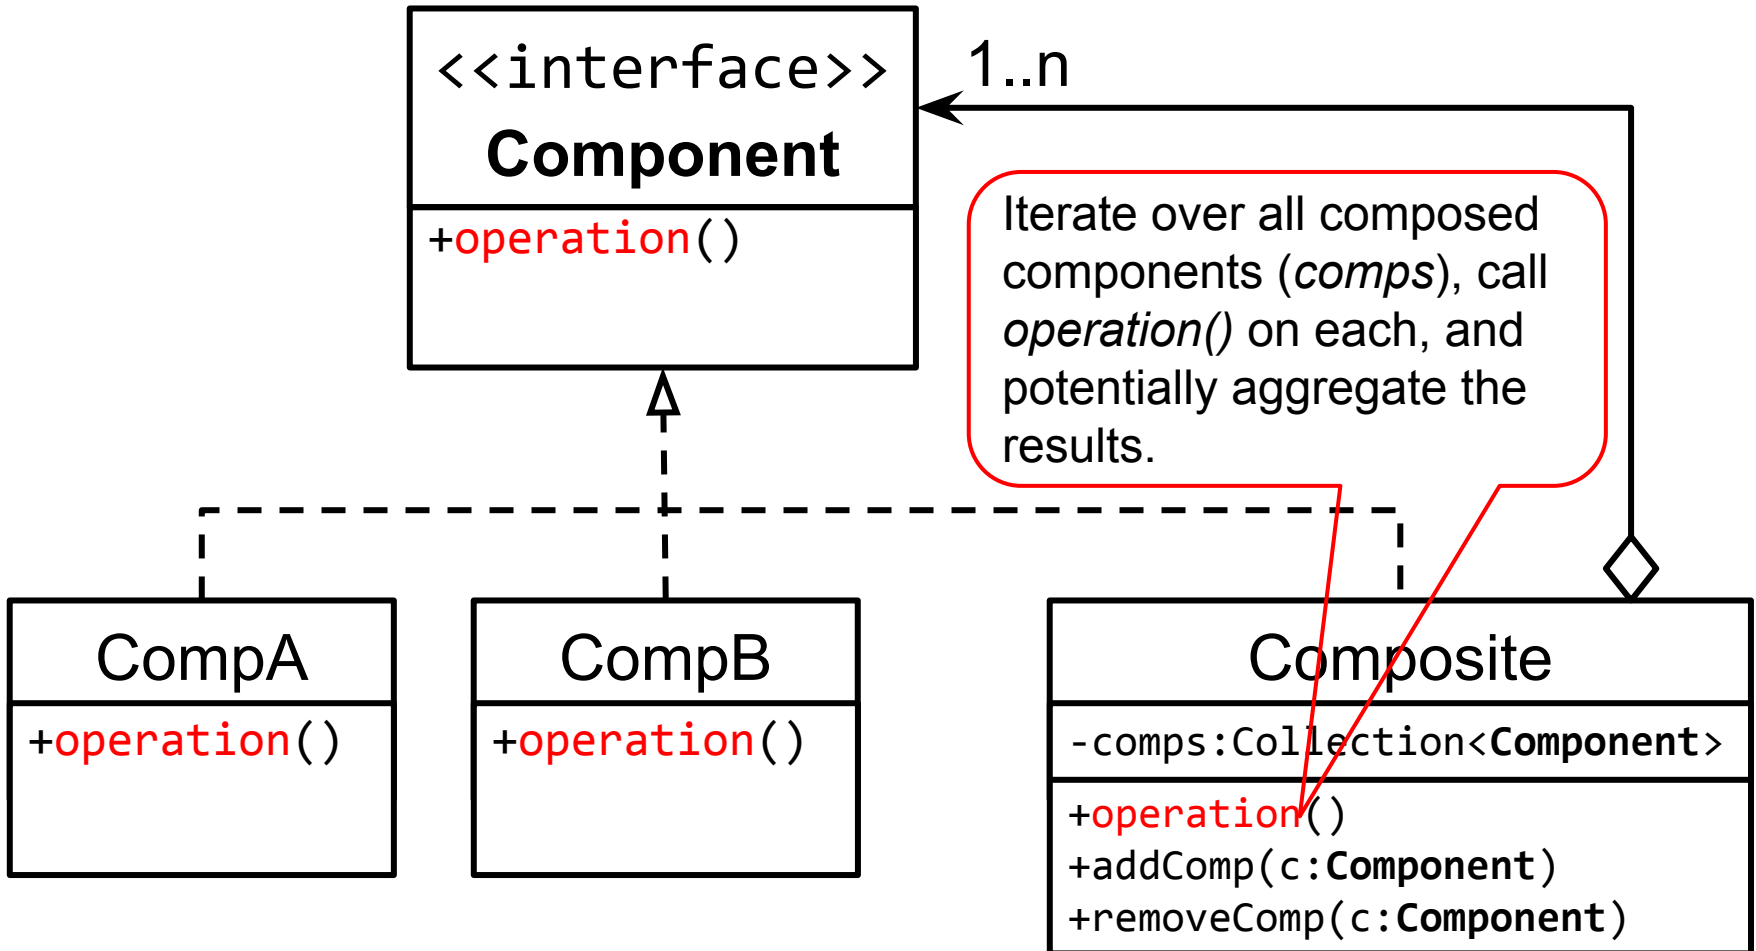 <<interface>>
Component
+operation()
1..n
Iterate over all composed
components (comps), call
operation() on each, and
potentially aggregate the
results.
CompA
+operation()
CompB
+operation()
Composite
-comps:Collection<Component>
+operation()
+addComp(c:Component)
+removeComp(c:Component)